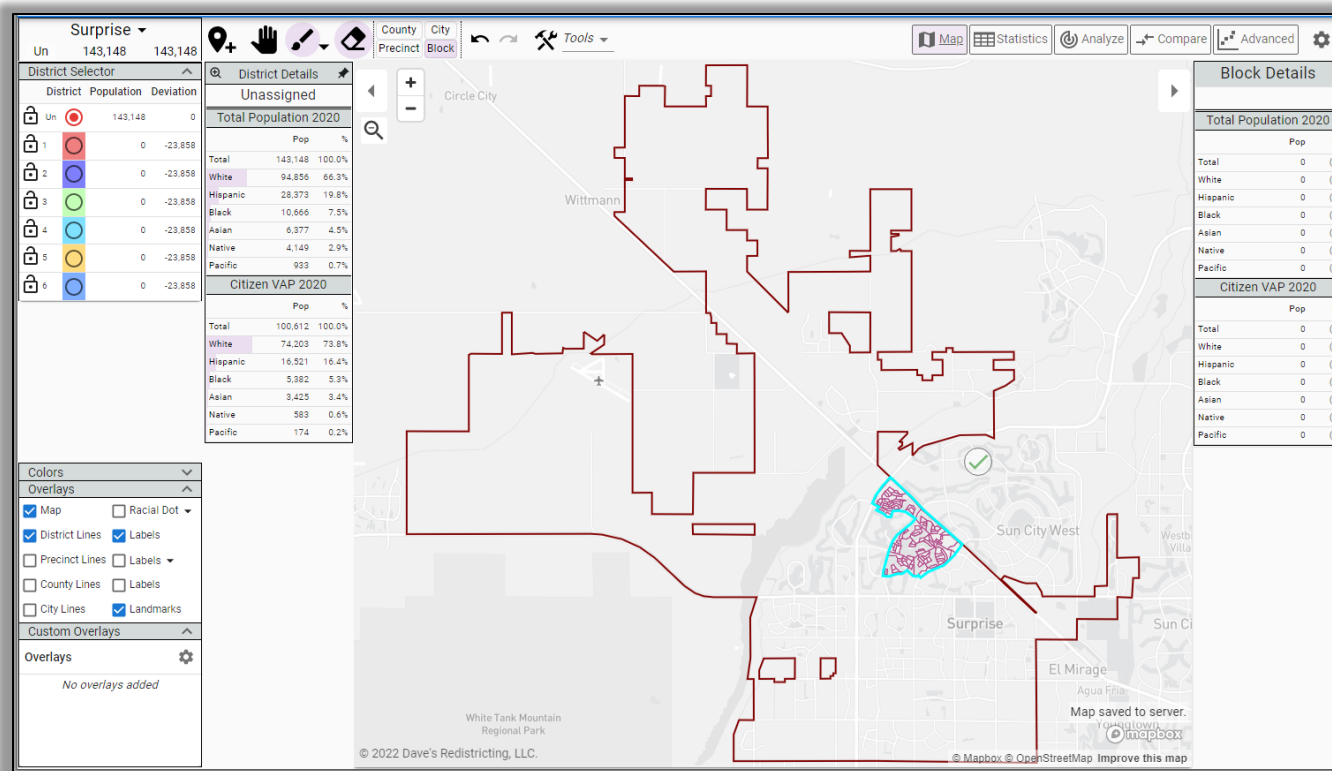 Surprise
Un 143,148 143,148
County City
Precinct Block
Tools
Map Statistics Analyze Compare Advanced
District Selector
District Population Deviation
Un 143,148 0
1 0 -23,858
2 0 -23,858
3 0 -23,858
4 0 -23,858
5 0 -23,858
6 0 -23,858
Colors
Overlays
Map Racial Dot
District Lines Labels
Precinct Lines Labels
County Lines Labels
City Lines Landmarks
Custom Overlays
Overlays
No overlays added
District Details
Unassigned
Total Population 2020
Pop %
Total 143,148 100.0%
White 94,856 66.3%
Hispanic 28,373 19.8%
Black 10,666 7.5%
Asian 6,377 4.5%
Native 4,149 2.9%
Pacific 933 0.7%
Citizen VAP 2020
Pop %
Total 100,612 100.0%
White 74,203 73.8%
Hispanic 16,521 16.4%
Black 5,382 5.3%
Asian 3,425 3.4%
Native 583 0.6%
Pacific 174 0.2%
+
−
Circle City
Wittmann
Sun City West
Surprise
Sun Ci
El Mirage
Agua Fria
Youngtown
White Tank Mountain
Regional Park
Map saved to server.
mapbox
© 2022 Dave's Redistricting, LLC.
© Mapbox © OpenStreetMap Improve this map
Block Details
Total Population 2020
Pop
Total 0
White 0
Hispanic 0
Black 0
Asian 0
Native 0
Pacific 0
Citizen VAP 2020
Pop
Total 0
White 0
Hispanic 0
Black 0
Asian 0
Native 0
Pacific 0